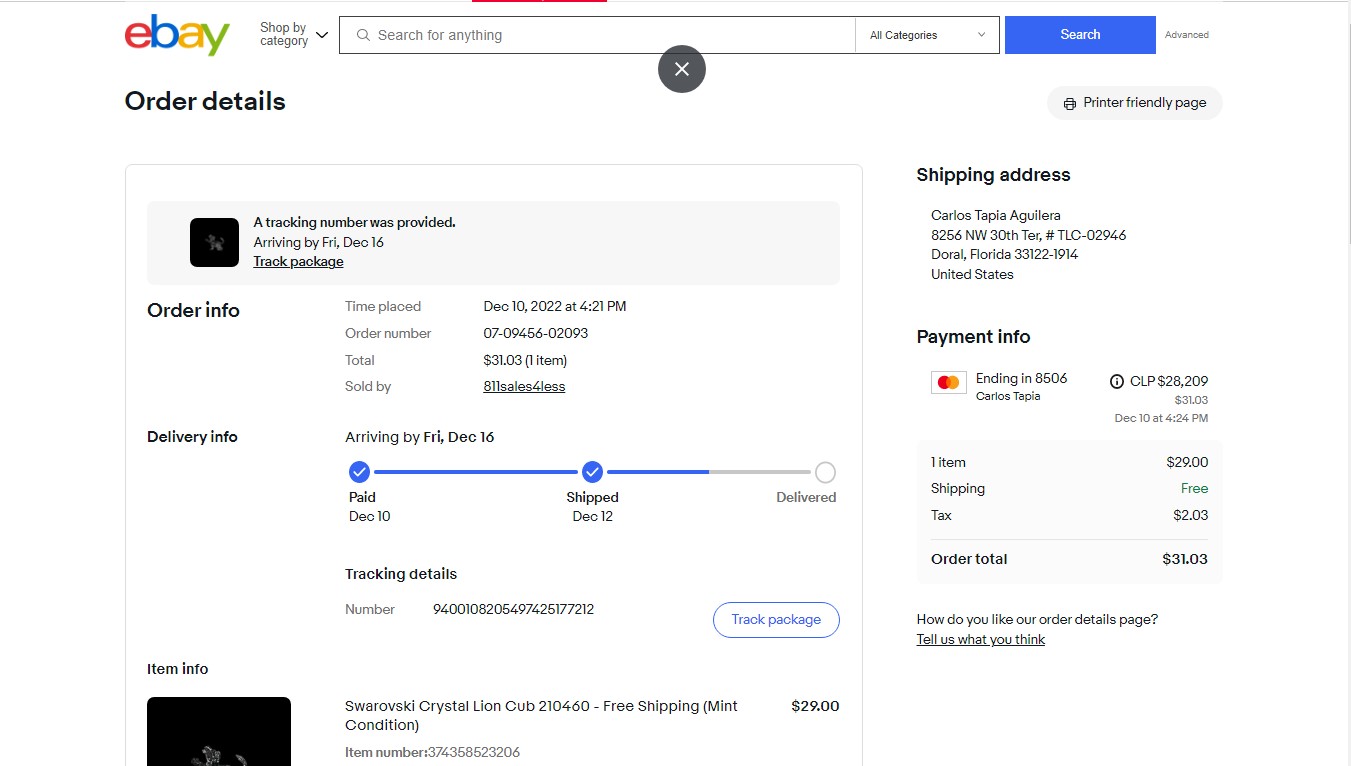 ebay
Shop by
category
Search for anything
All Categories
Search
Advanced
Order details
Printer friendly page
A tracking number was provided.
Arriving by Fri, Dec 16
Track package
Order info
Time placed
Dec 10, 2022 at 4:21 PM
Order number
07-09456-02093
Total
$31.03 (1 item)
Sold by
811sales4less
Delivery info
Arriving by Fri, Dec 16
Paid
Dec 10
Shipped
Dec 12
Delivered
Tracking details
Number
9400108205497425177212
Track package
Item info
Swarovski Crystal Lion Cub 210460 - Free Shipping (Mint
Condition)
$29.00
Item number:374358523206
Shipping address
Carlos Tapia Aguilera
8256 NW 30th Ter, # TLC-02946
Doral, Florida 33122-1914
United States
Payment info
Ending in 8506
Carlos Tapia
CLP $28,209
$31.03
Dec 10 at 4:24 PM
1 item
$29.00
Shipping
Free
Tax
$2.03
Order total
$31.03
How do you like our order details page?
Tell us what you think